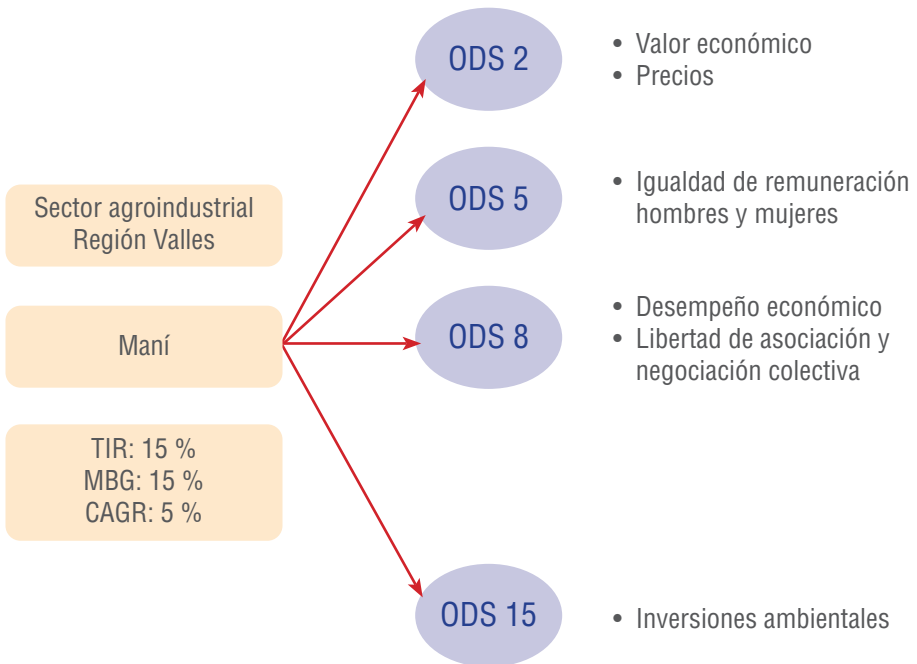 Sector agroindustrial
Región Valles
Maní
TIR: 15 %
MBG: 15 %
CAGR: 5 %
ODS 2
• Valor económico
• Precios
ODS 5
• Igualdad de remuneración
hombres y mujeres
ODS 8
• Desempeño económico
• Libertad de asociación y
negociación colectiva
ODS 15
• Inversiones ambientales